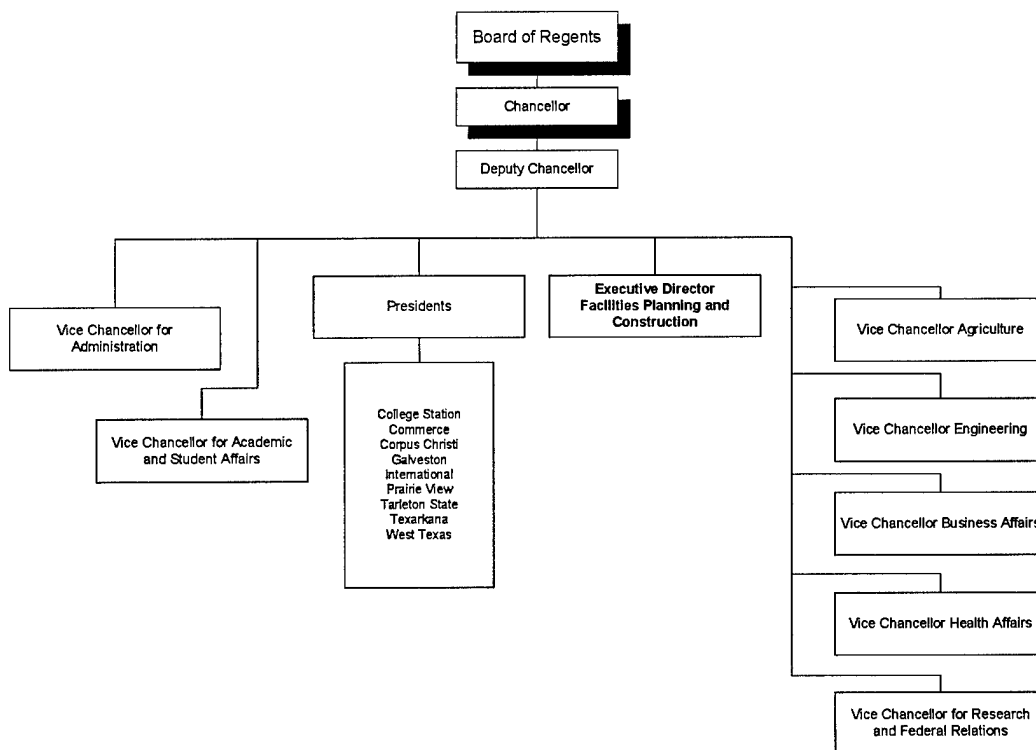 Board of Regents
Chancellor
Deputy Chancellor
Vice Chancellor for
Administration
Vice Chancellor for Academic
and Student Affairs
Presidents
College Station
Commerce
Corpus Christi
Galveston
International
Prairie View
Tarleton State
Texarkana
West Texas
Executive Director
Facilities Planning and
Construction
Vice Chancellor Agriculture
Vice Chancellor Engineering
Vice Chancellor Business Affairs
Vice Chancellor Health Affairs
Vice Chancellor for Research
and Federal Relations